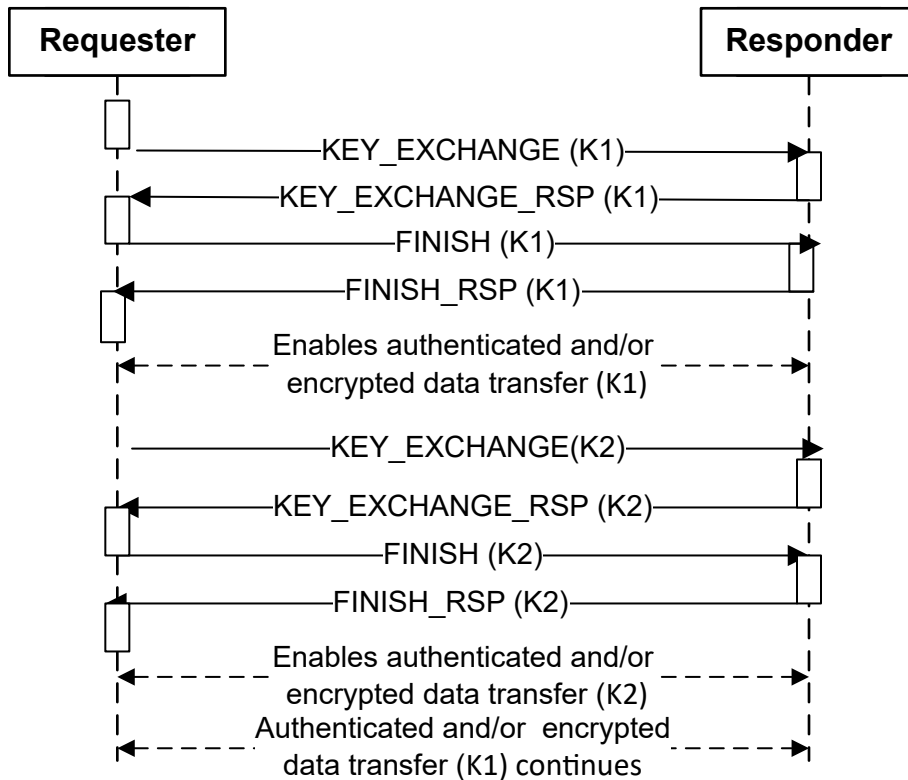 Requester
Responder
KEY_EXCHANGE (K1)
KEY_EXCHANGE_RSP (K1)
FINISH (K1)
FINISH_RSP (K1)
Enables authenticated and/or
encrypted data transfer (K1)
KEY_EXCHANGE(K2)
KEY_EXCHANGE_RSP (K2)
FINISH (K2)
FINISH_RSP (K2)
Enables authenticated and/or
encrypted data transfer (K2)
Authenticated and/or encrypted
data transfer (K1) continues